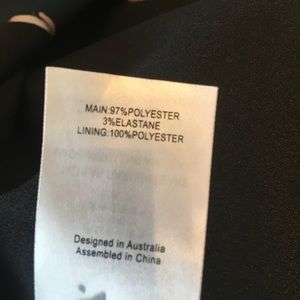 MAIN:97%POLYESTER
3%ELASTANE
LINING:100%POLYESTER
Designed in Australia
Assembled in China